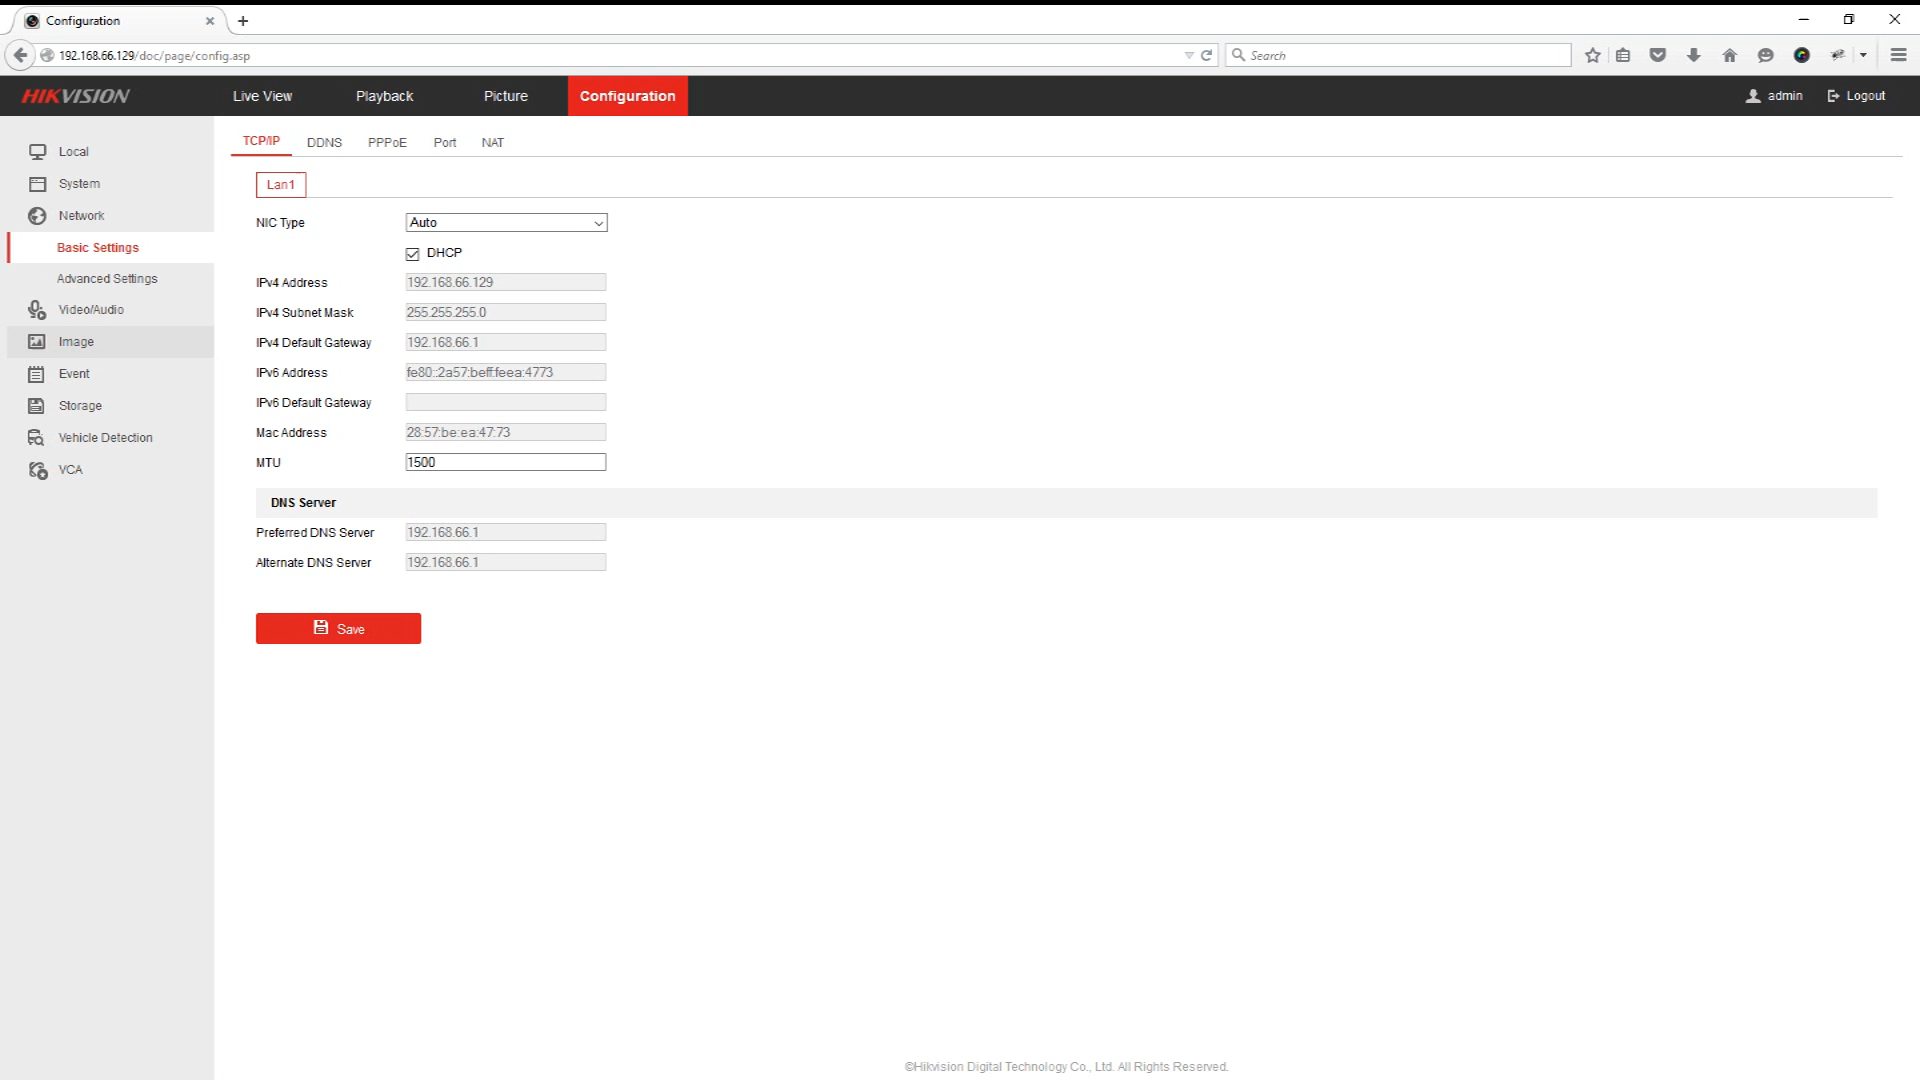 Configuration
192.168.66.129/doc/page/config.asp
Search
HIKVISION
Live View
Playback
Picture
Configuration
admin
Logout
Local
System
Network
Basic Settings
Advanced Settings
Video/Audio
Image
Event
Storage
Vehicle Detection
VCA
TCP/IP
DDNS
PPPoE
Port
NAT
Lan1
NIC Type Auto
DHCP
IPv4 Address 192.168.66.129
IPv4 Subnet Mask 255.255.255.0
IPv4 Default Gateway 192.168.66.1
IPv6 Address fe80::2a57:beff:feea:4773
IPv6 Default Gateway
Mac Address 28:57:be:ea:47:73
MTU 1500
DNS Server
Preferred DNS Server 192.168.66.1
Alternate DNS Server 192.168.66.1
Save
©Hikvision Digital Technology Co., Ltd. All Rights Reserved.